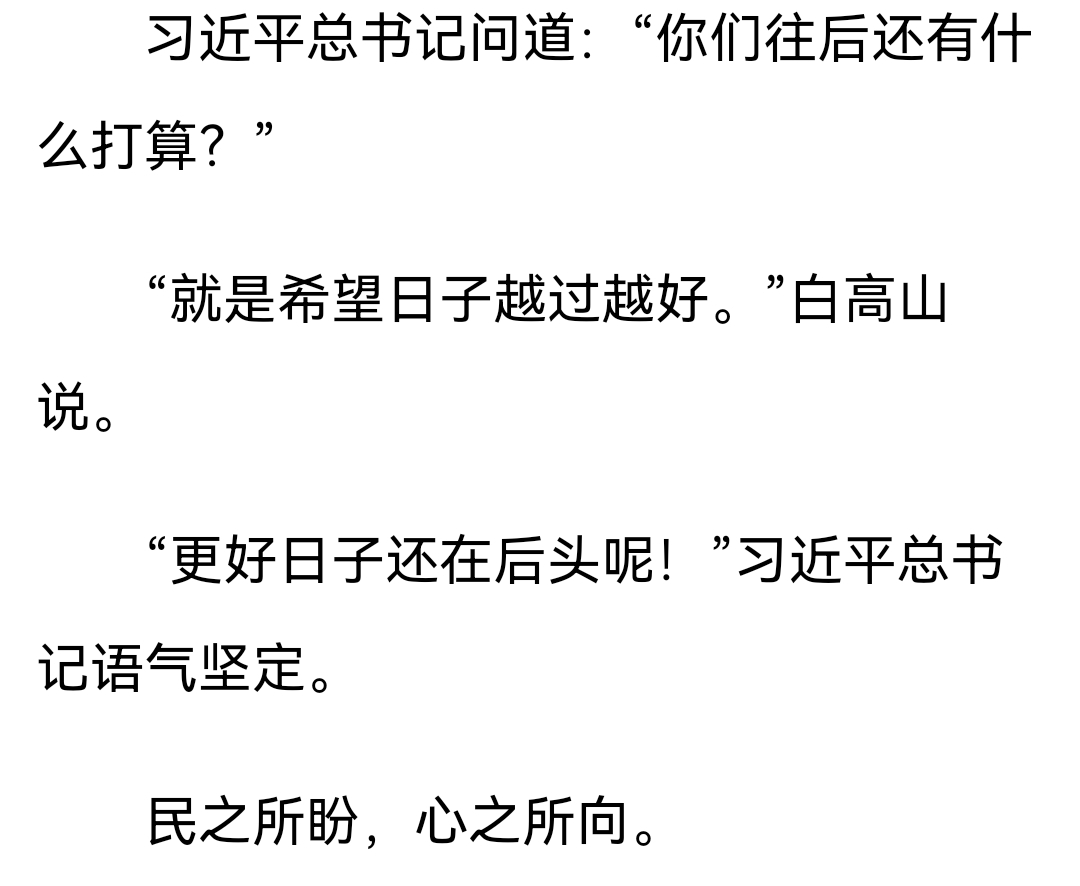 习近平总书记问道：“你们往后还有什
么打算？”
“就是希望日子越过越好。”白高山
说。
“更好日子还在后头呢！”习近平总书
记语气坚定。
民之所盼，心之所向。